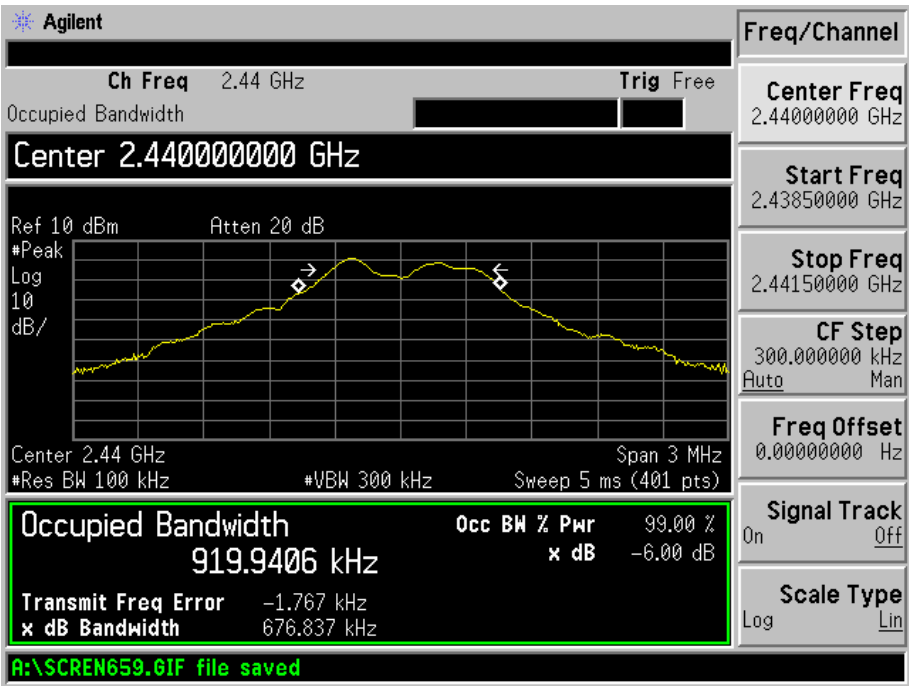 Agilent
Ch Freq 2.44 GHz Trig Free
Occupied Bandwidth
Center 2.440000000 GHz
Ref 10 dBm Atten 20 dB
#Peak
Log
10
dB/
Center 2.44 GHz Span 3 MHz
#Res BW 100 kHz #VBW 300 kHz Sweep 5 ms (401 pts)
Occupied Bandwidth Occ BW % Pwr 99.00 %
919.9406 kHz x dB -6.00 dB
Transmit Freq Error -1.767 kHz
x dB Bandwidth 676.837 kHz
A:\SCREN659.GIF file saved
Freq/Channel
Center Freq
2.44000000 GHz
Start Freq
2.43850000 GHz
Stop Freq
2.44150000 GHz
CF Step
300.000000 kHz
Auto Man
Freq Offset
0.00000000 Hz
Signal Track
On Off
Scale Type
Log Lin